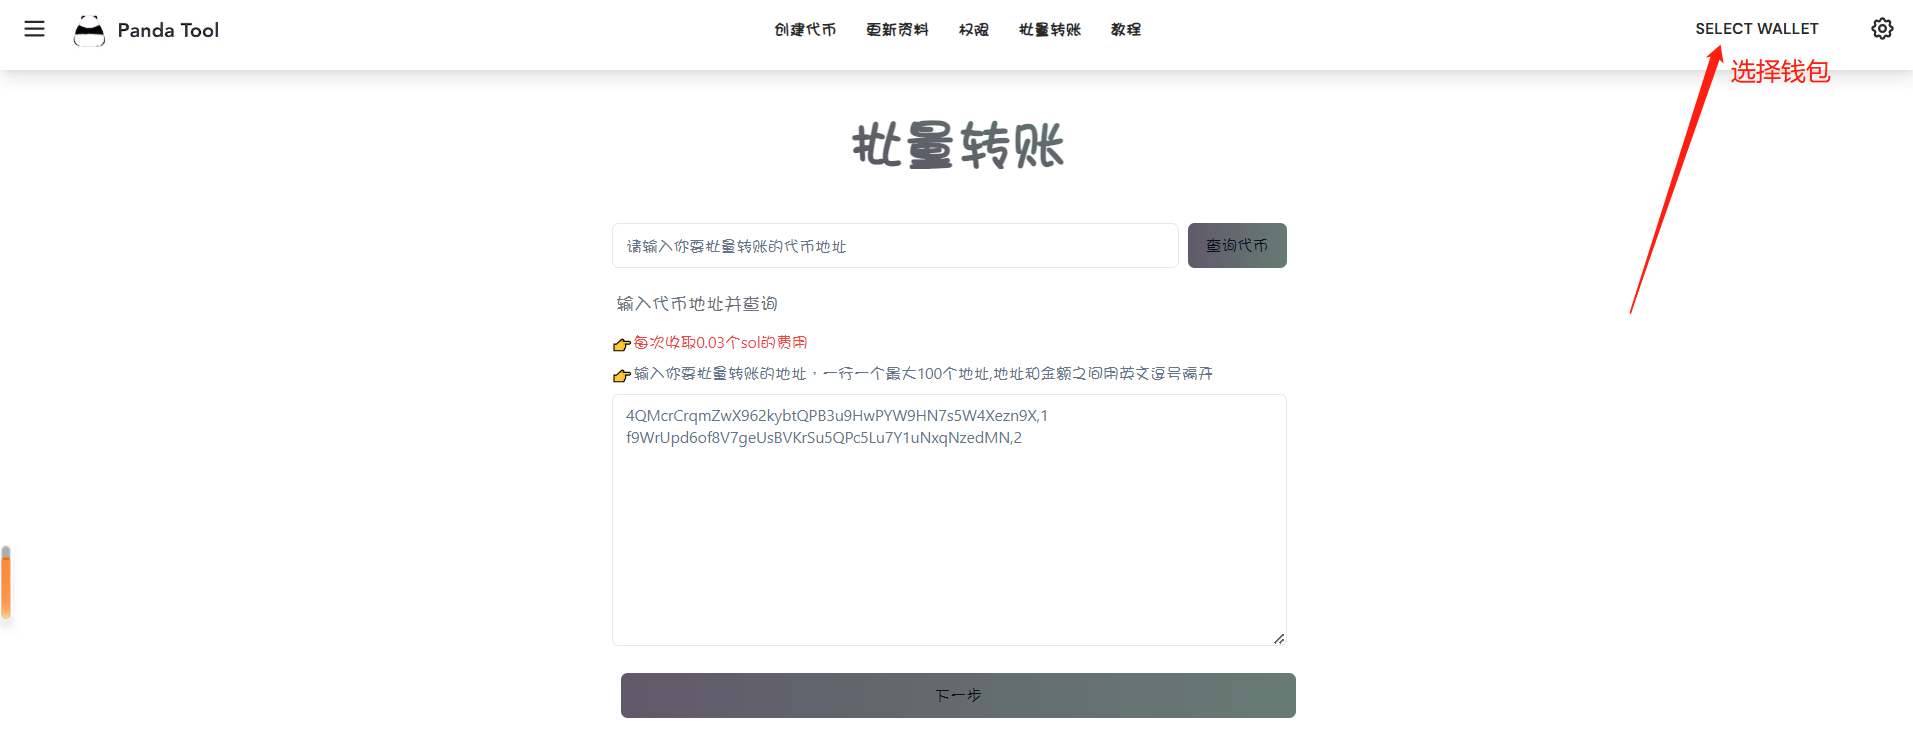 Panda Tool
创建代币 更新资料 权限 批量转账 教程
SELECT WALLET
选择钱包
批量转账
请输入你要批量转账的代币地址
查询代币
输入代币地址并查询
👉每次收取0.03个sol的费用
👉输入你要批量转账的地址，一行一个最大100个地址,地址和金额之间用英文逗号隔开
4QMcrCrqmZwX962kybtQPB3u9HwPYW9HN7s5W4Xezn9X,1
f9WrUpd6of8V7geUsBVKrSu5QPc5Lu7Y1uNxqNzedMN,2
下一步